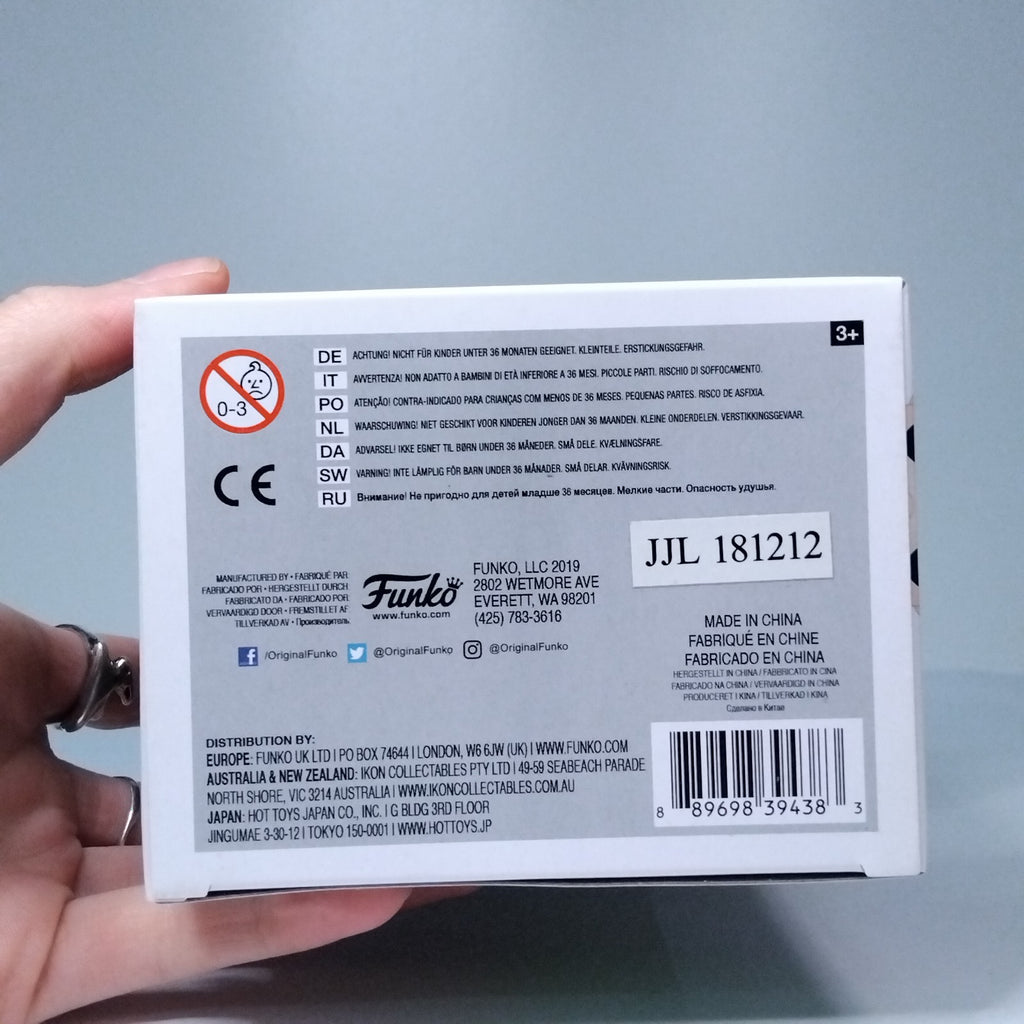 3+
0-3
DE ACHTUNG! NICHT FÜR KINDER UNTER 36 MONATEN GEEIGNET. KLEINTEILE. ERSTICKUNGSGEFAHR.
IT AVVERTENZA! NON ADATTO A BAMBINI DI ETÀ INFERIORE A 36 MESI. PICCOLE PARTI. RISCHIO DI SOFFOCAMENTO.
PO ATENÇÃO! CONTRA-INDICADO PARA CRIANÇAS COM MENOS DE 36 MESES. PEQUENAS PARTES. RISCO DE ASFIXIA.
NL WAARSCHUWING! NIET GESCHIKT VOOR KINDEREN JONGER DAN 36 MAANDEN. KLEINE ONDERDELEN. VERSTIKKINGSGEVAAR.
DA ADVARSEL! IKKE EGNET TIL BØRN UNDER 36 MÅNEDER. SMÅ DELE. KVÆLNINGSFARE.
SW VARNING! INTE LÄMPLIG FÖR BARN UNDER 36 MÅNADER. SMÅ DELAR. KVÄVNINGSRISK.
RU Внимание! Не пригодно для детей младше 36 месяцев. Мелкие части. Опасность удушья.
CE
JJL 181212
MANUFACTURED BY • FABRIQUÉ PAR
FABRICADO POR • HERGESTELLT DURCH
FABBRICATO DA • FABRICADO POR
VERVAARDIGD DOOR • FREMSTILLET AF
TILLVERKAD AV • Производитель
Funko
www.funko.com
FUNKO, LLC 2019
2802 WETMORE AVE
EVERETT, WA 98201
(425) 783-3616
/OriginalFunko @OriginalFunko @OriginalFunko
MADE IN CHINA
FABRIQUÉ EN CHINE
FABRICADO EN CHINA
HERGESTELLT IN CHINA / FABBRICATO IN CINA
FABRICADO NA CHINA / VERVAARDIGD IN CHINA
PRODUCERET I KINA / TILLVERKAD I KINA
Сделано в Китае
DISTRIBUTION BY:
EUROPE: FUNKO UK LTD | PO BOX 74644 | LONDON, W6 6JW (UK) | WWW.FUNKO.COM
AUSTRALIA & NEW ZEALAND: IKON COLLECTABLES PTY LTD | 49-59 SEABEACH PARADE
NORTH SHORE, VIC 3214 AUSTRALIA | WWW.IKONCOLLECTABLES.COM.AU
JAPAN: HOT TOYS JAPAN CO., INC. | G BLDG 3RD FLOOR
JINGUMAE 3-30-12 | TOKYO 150-0001 | WWW.HOTTOYS.JP
8 89698 39438 3